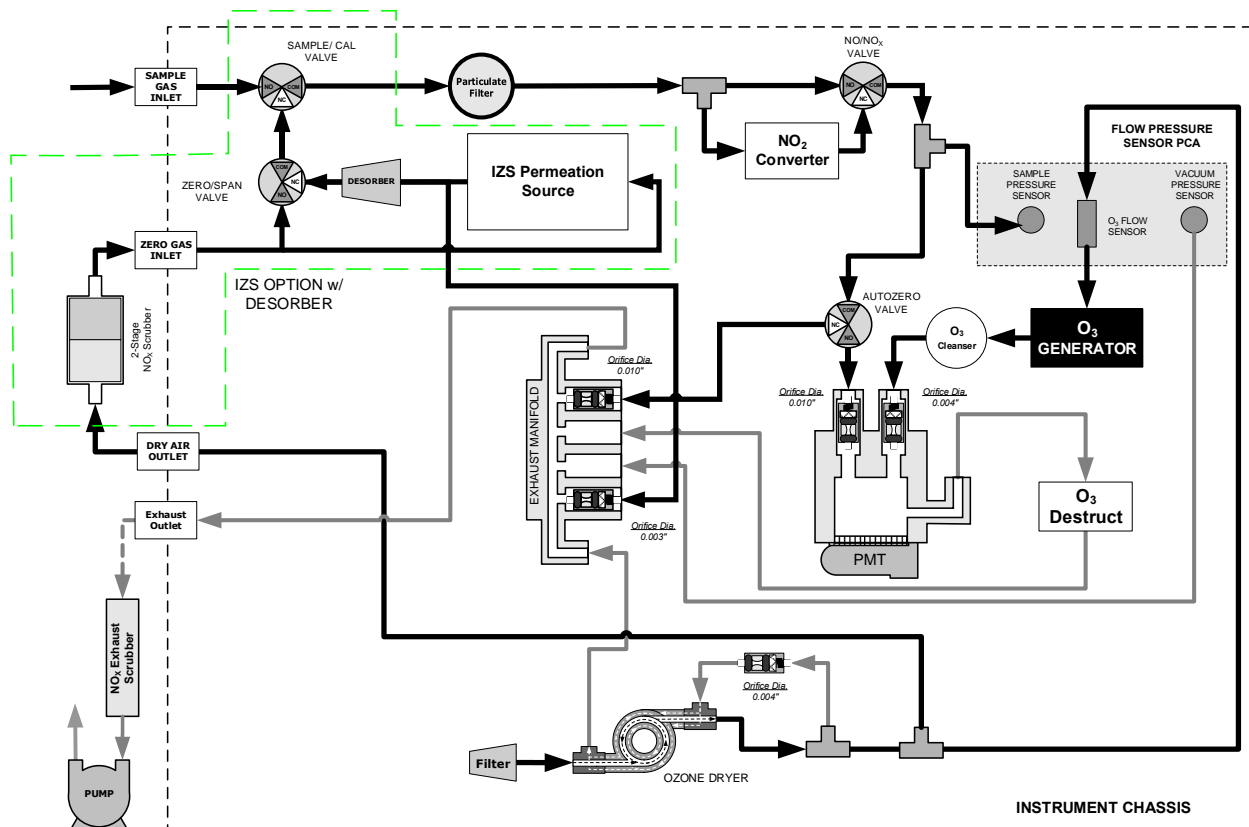 SAMPLE/ CAL
VALVE
NO/NOX
VALVE
SAMPLE
GAS
INLET
NO
COM
NC
Particulate
Filter
NO
COM
NC
NO2
Converter
FLOW PRESSURE
SENSOR PCA
SAMPLE
PRESSURE
SENSOR
VACUUM
PRESSURE
SENSOR
O3 FLOW
SENSOR
ZERO/SPAN
VALVE
COM
NC
NO
DESORBER
IZS Permeation
Source
ZERO GAS
INLET
IZS OPTION w/
DESORBER
2-Stage
NOX Scrubber
AUTOZERO
VALVE
COM
NC
NO
O3
Cleanser
O3
GENERATOR
Orifice Dia.
0.010"
Orifice Dia.
0.010"
Orifice Dia.
0.004"
EXHAUST MANIFOLD
DRY AIR
OUTLET
Exhaust
Outlet
Orifice Dia.
0.003"
O3
Destruct
PMT
NOX Exhaust
Scrubber
Orifice Dia.
0.004"
Filter
OZONE DRYER
PUMP
INSTRUMENT CHASSIS